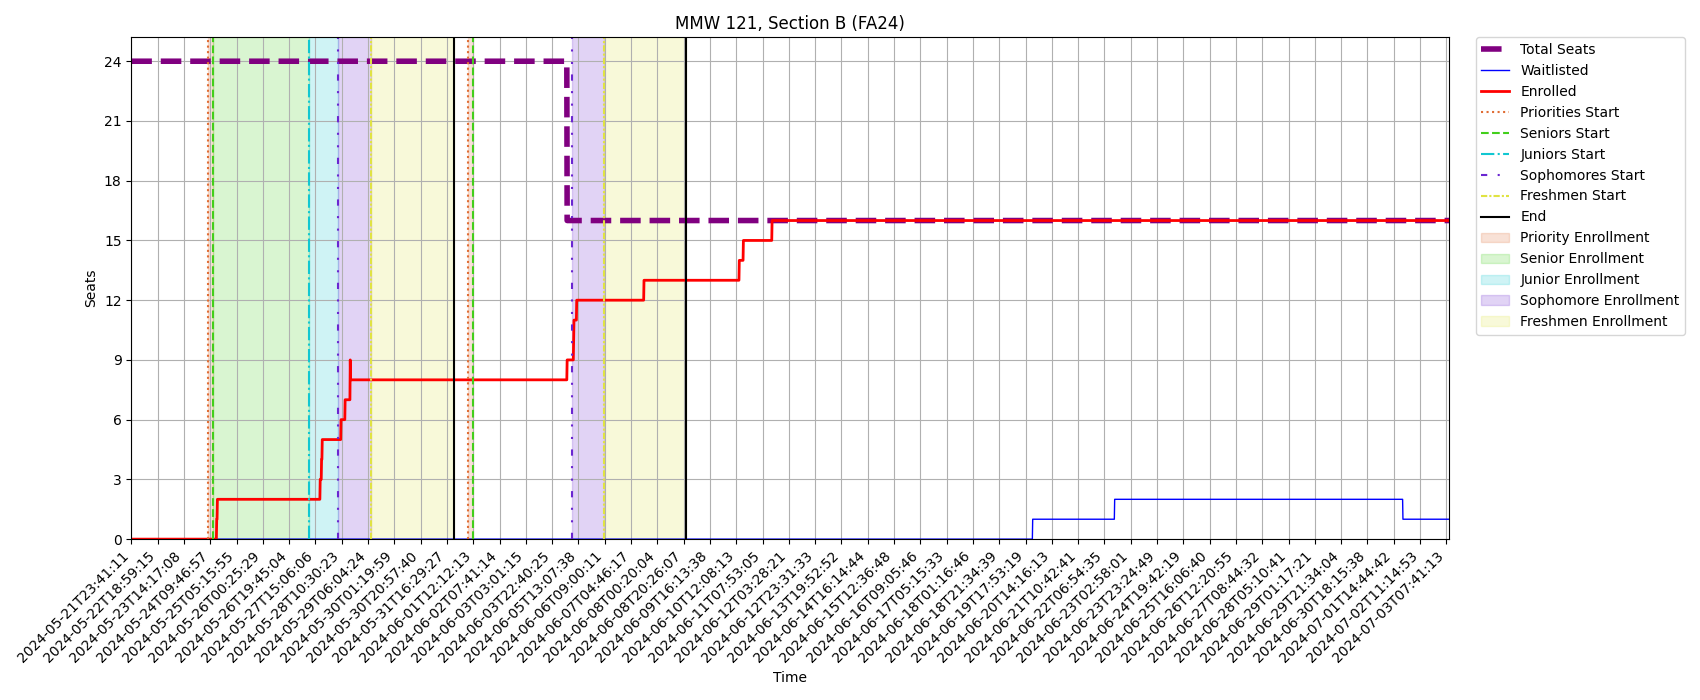 MMW 121, Section B (FA24)
Seats
24
21
18
15
12
9
6
3
0
2024-05-21T23:41:11
2024-05-22T18:59:15
2024-05-23T14:17:08
2024-05-24T09:46:57
2024-05-25T05:15:55
2024-05-26T00:25:29
2024-05-26T19:45:04
2024-05-27T15:06:06
2024-05-28T10:30:23
2024-05-29T06:04:24
2024-05-30T01:19:59
2024-05-30T20:57:40
2024-05-31T16:29:27
2024-06-01T12:12:13
2024-06-02T07:41:14
2024-06-03T03:01:15
2024-06-03T22:40:25
2024-06-05T13:07:38
2024-06-06T09:00:11
2024-06-07T04:46:17
2024-06-08T00:20:04
2024-06-08T20:26:07
2024-06-09T16:13:38
2024-06-10T12:08:13
2024-06-11T07:53:05
2024-06-12T03:28:21
2024-06-12T23:31:33
2024-06-13T19:52:52
2024-06-14T16:14:44
2024-06-15T12:36:48
2024-06-16T09:05:46
2024-06-17T05:15:33
2024-06-18T01:16:46
2024-06-18T21:34:39
2024-06-19T17:53:19
2024-06-20T14:16:13
2024-06-21T10:42:41
2024-06-22T06:54:35
2024-06-23T02:58:01
2024-06-23T23:24:49
2024-06-24T19:42:19
2024-06-25T16:06:40
2024-06-26T12:20:55
2024-06-27T08:44:32
2024-06-28T05:10:41
2024-06-29T01:17:21
2024-06-29T21:34:04
2024-06-30T18:15:38
2024-07-01T14:44:42
2024-07-02T11:14:53
2024-07-03T07:41:13
Time
Total Seats
Waitlisted
Enrolled
Priorities Start
Seniors Start
Juniors Start
Sophomores Start
Freshmen Start
End
Priority Enrollment
Senior Enrollment
Junior Enrollment
Sophomore Enrollment
Freshmen Enrollment